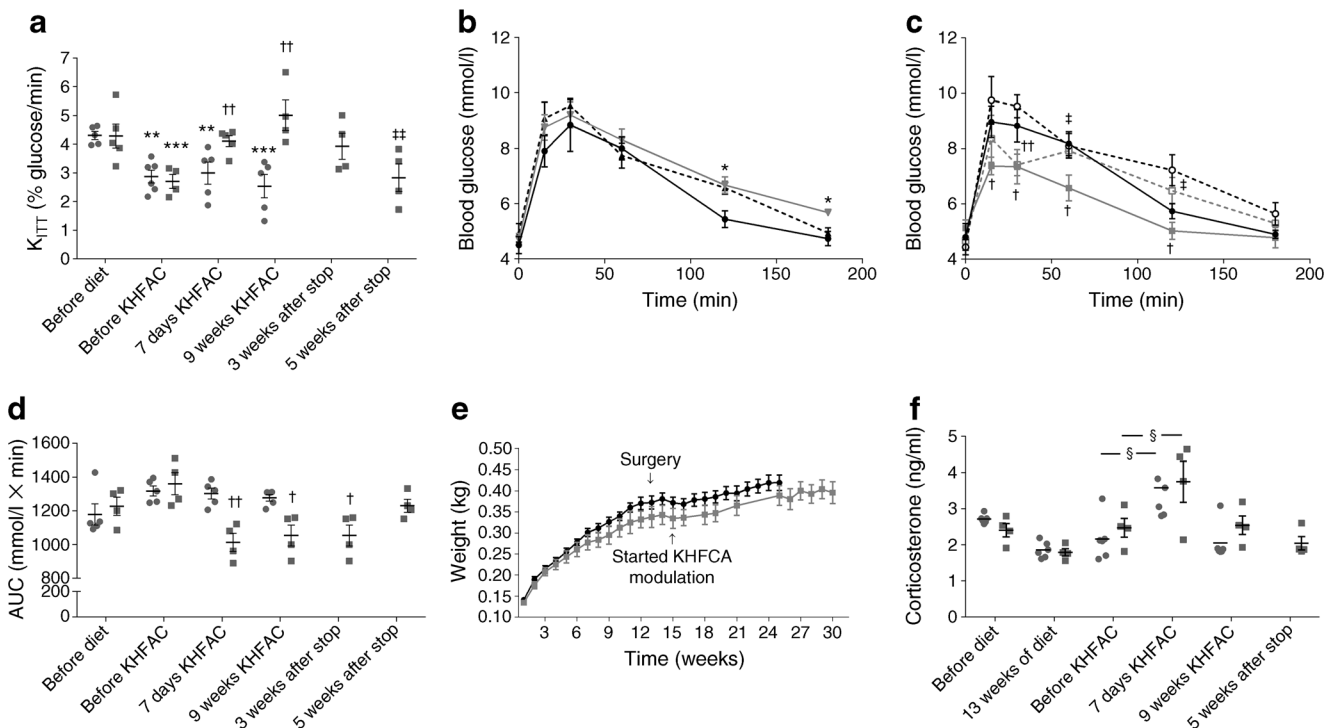 a
K_ITT (% glucose/min)
7
6
5
4
3
2
1
0
**
***
**
††
***
††
‡‡
Before diet
Before KHFAC
7 days KHFAC
9 weeks KHFAC
3 weeks after stop
5 weeks after stop
b
Blood glucose (mmol/l)
12
10
8
6
4
*
*
0
50
100
150
200
Time (min)
c
Blood glucose (mmol/l)
12
10
8
6
4
‡
††
†
†
†
‡
†
0
50
100
150
200
Time (min)
d
AUC (mmol/l × min)
1600
1400
1200
1000
800
200
0
††
†
†
Before diet
Before KHFAC
7 days KHFAC
9 weeks KHFAC
3 weeks after stop
5 weeks after stop
e
Weight (kg)
0.50
0.45
0.40
0.35
0.30
0.25
0.20
0.15
0.10
Surgery
Started KHFCA
modulation
3
6
9
12
15
18
21
24
27
30
Time (weeks)
f
Corticosterone (ng/ml)
5
4
3
2
1
0
§
§
Before diet
13 weeks of diet
Before KHFAC
7 days KHFAC
9 weeks KHFAC
5 weeks after stop